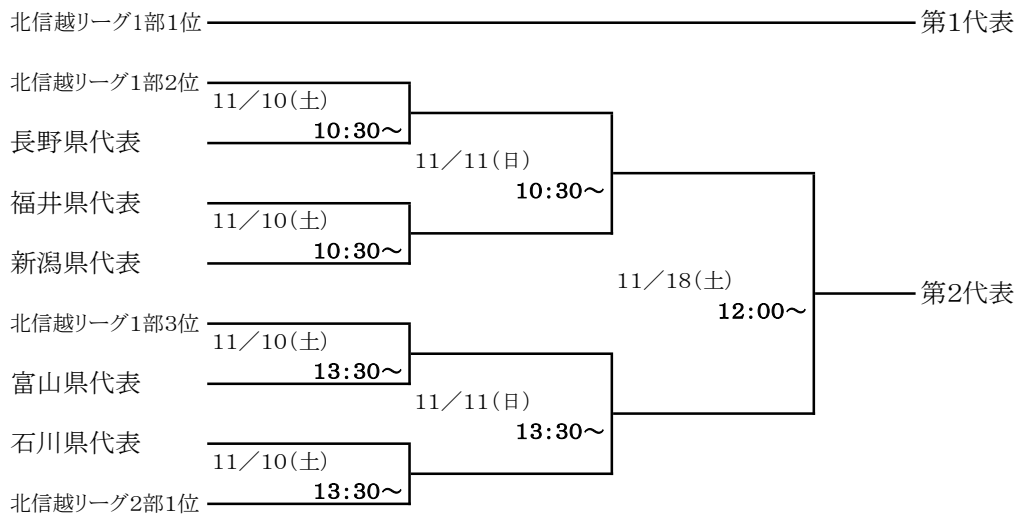 北信越リーグ1部1位
第1代表
北信越リーグ1部2位
11／10（土）
10：30～
長野県代表
11／11（日）
10：30～
福井県代表
11／10（土）
10：30～
新潟県代表
11／18（土）
12：00～
第2代表
北信越リーグ1部3位
11／10（土）
13：30～
富山県代表
11／11（日）
13：30～
石川県代表
11／10（土）
13：30～
北信越リーグ2部1位